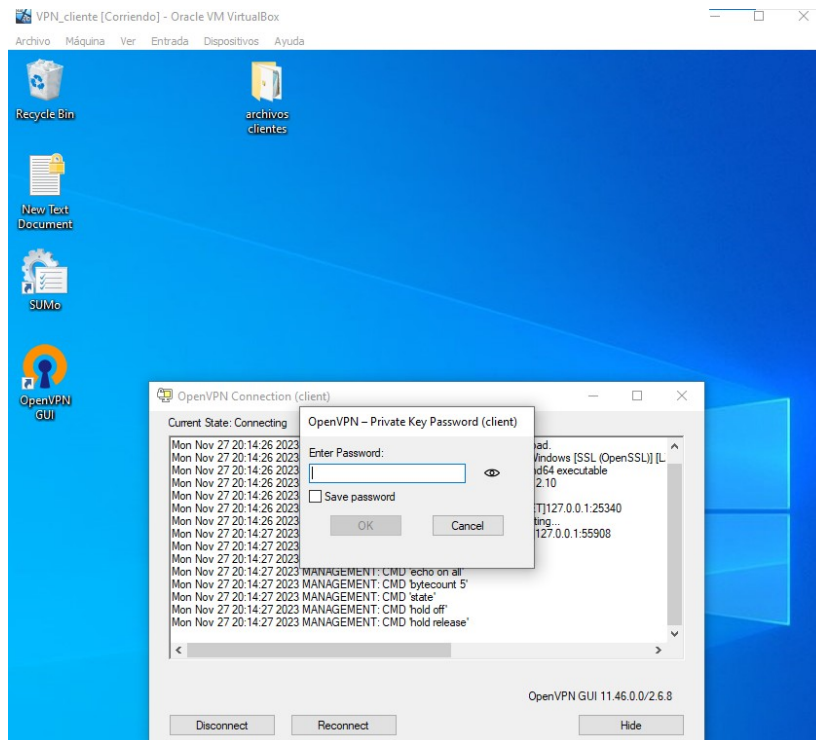 VPN_cliente [Corriendo] - Oracle VM VirtualBox
Archivo Máquina Ver Entrada Dispositivos Ayuda
Recycle Bin
archivos
clientes
New Text
Document
SUMo
OpenVPN
GUI
OpenVPN Connection (client)
Current State: Connecting
OpenVPN – Private Key Password (client)
Enter Password:
Save password
OK Cancel
Mon Nov 27 20:14:26 2023 oad.
Mon Nov 27 20:14:26 2023 Windows [SSL (OpenSSL)] [L
Mon Nov 27 20:14:26 2023 d64 executable
Mon Nov 27 20:14:26 2023 2.10
Mon Nov 27 20:14:26 2023
Mon Nov 27 20:14:26 2023 T]127.0.0.1:25340
Mon Nov 27 20:14:26 2023 ting...
Mon Nov 27 20:14:27 2023 127.0.0.1:55908
Mon Nov 27 20:14:27 2023
Mon Nov 27 20:14:27 2023
Mon Nov 27 20:14:27 2023 MANAGEMENT: CMD 'echo on all'
Mon Nov 27 20:14:27 2023 MANAGEMENT: CMD 'bytecount 5'
Mon Nov 27 20:14:27 2023 MANAGEMENT: CMD 'state'
Mon Nov 27 20:14:27 2023 MANAGEMENT: CMD 'hold off'
Mon Nov 27 20:14:27 2023 MANAGEMENT: CMD 'hold release'
OpenVPN GUI 11.46.0.0/2.6.8
Disconnect Reconnect Hide